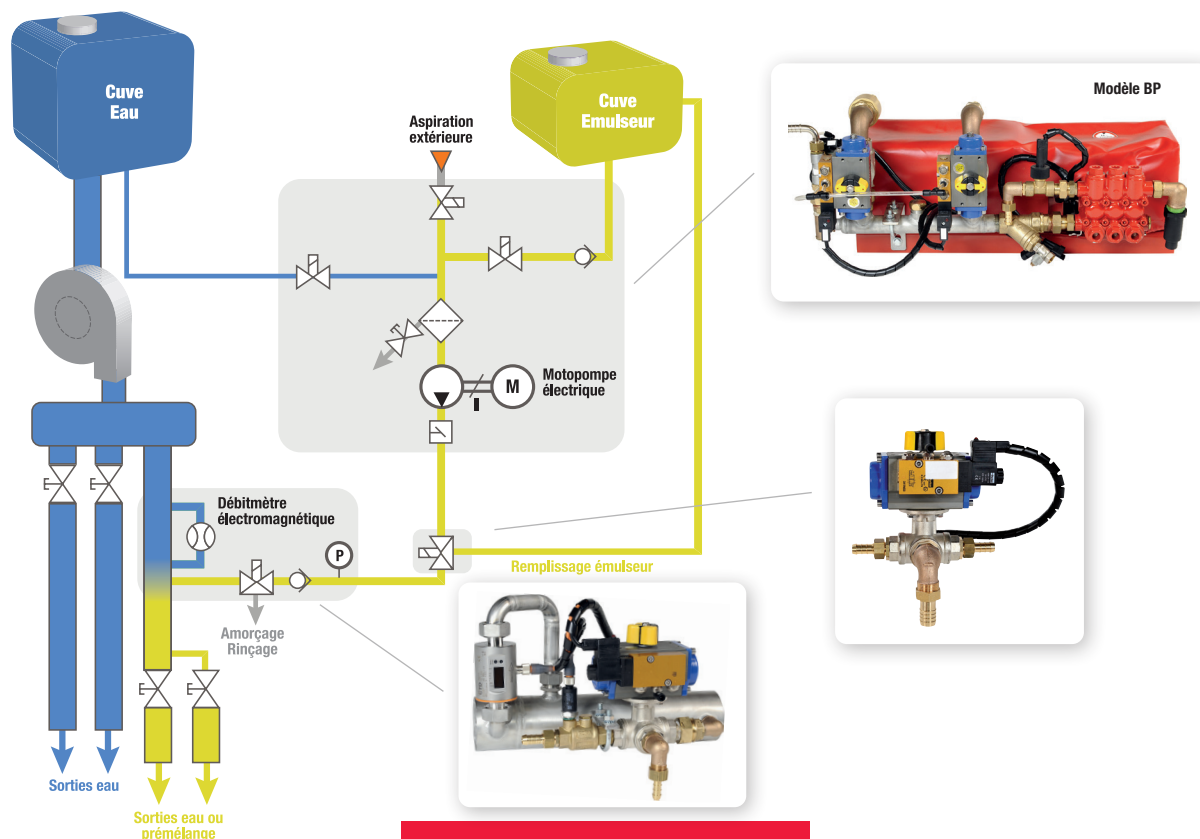 Cuve
Eau
Cuve
Emulseur
Modèle BP
Aspiration
extérieure
Motopompe
électrique
M
Débitmètre
électromagnétique
P
Remplissage émulseur
Amorçage
Rinçage
Sorties eau
Sorties eau ou
prémélange